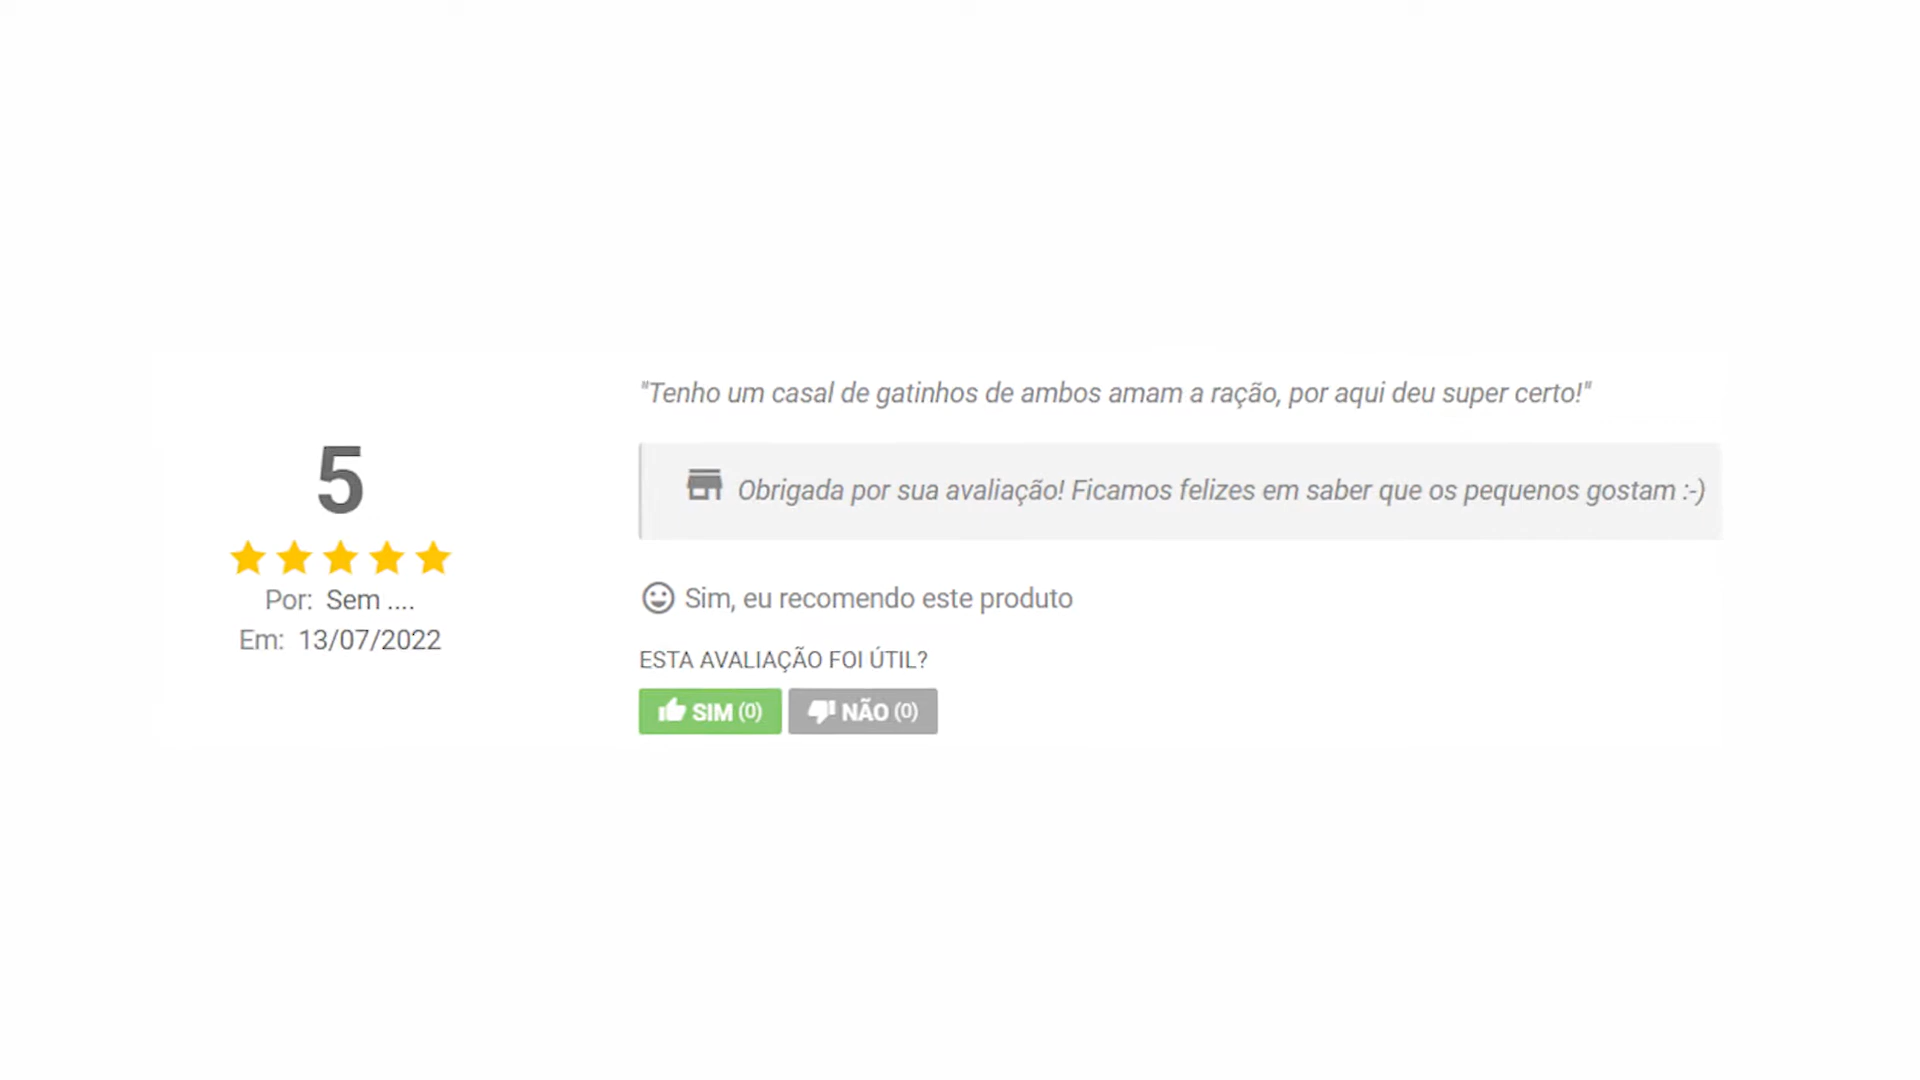 5
Por: Sem ....
Em: 13/07/2022
"Tenho um casal de gatinhos de ambos amam a ração, por aqui deu super certo!"
Obrigada por sua avaliação! Ficamos felizes em saber que os pequenos gostam :-)
Sim, eu recomendo este produto
ESTA AVALIAÇÃO FOI ÚTIL?
SIM (0) NÃO (0)